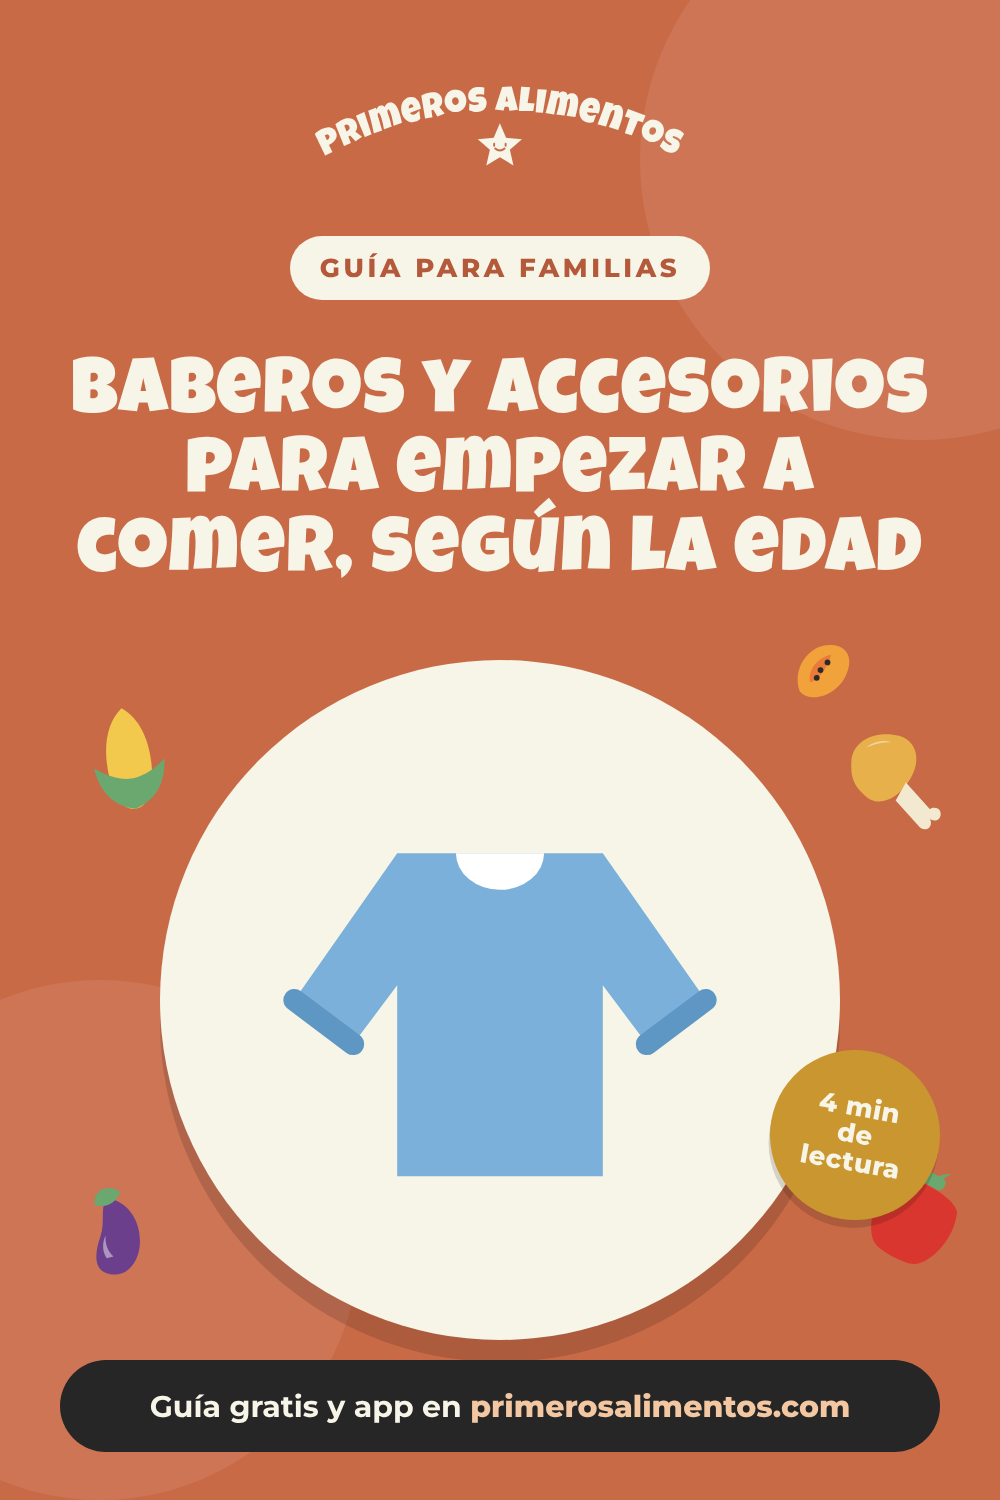 PRIMEROS ALIMENTOS
GUÍA PARA FAMILIAS
BABEROS Y ACCESORIOS
PARA EMPEZAR A
COMER, SEGÚN LA EDAD
4 min
de
lectura
Guía gratis y app en primerosalimentos.com